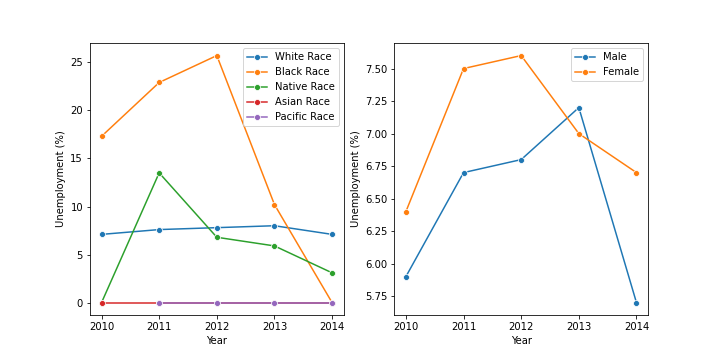 White Race
Black Race
Native Race
Asian Race
Pacific Race
25
20
15
10
5
0
Unemployment (%)
2010 2011 2012 2013 2014
Year
Male
Female
7.50
7.25
7.00
6.75
6.50
6.25
6.00
5.75
Unemployment (%)
2010 2011 2012 2013 2014
Year